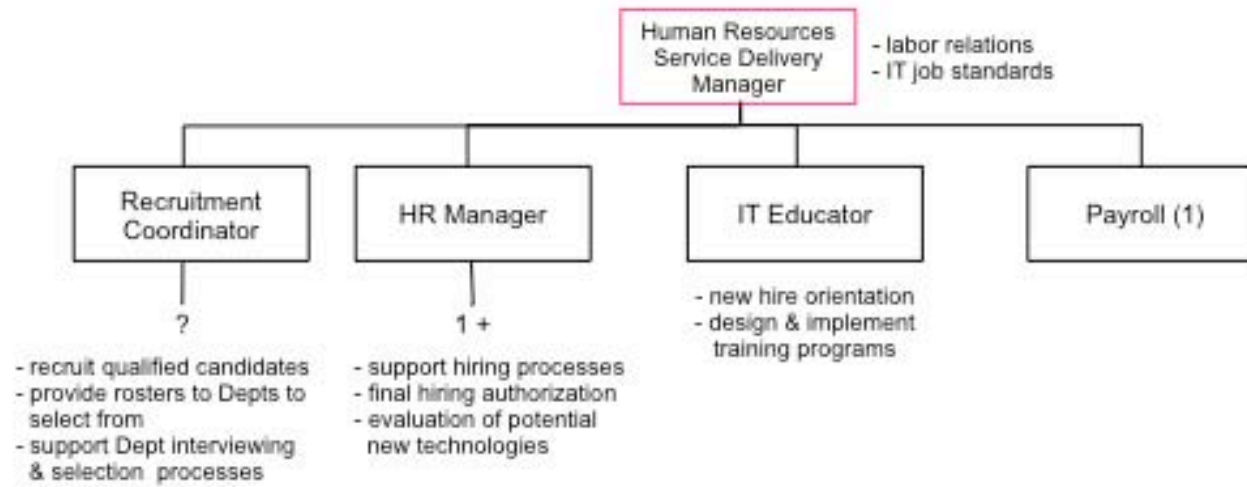 Human Resources
Service Delivery
Manager
- labor relations
- IT job standards
Recruitment
Coordinator
HR Manager
IT Educator
Payroll (1)
?
- recruit qualified candidates
- provide rosters to Depts to
select from
- support Dept interviewing
& selection processes
1 +
- support hiring processes
- final hiring authorization
- evaluation of potential
new technologies
- new hire orientation
- design & implement
training programs